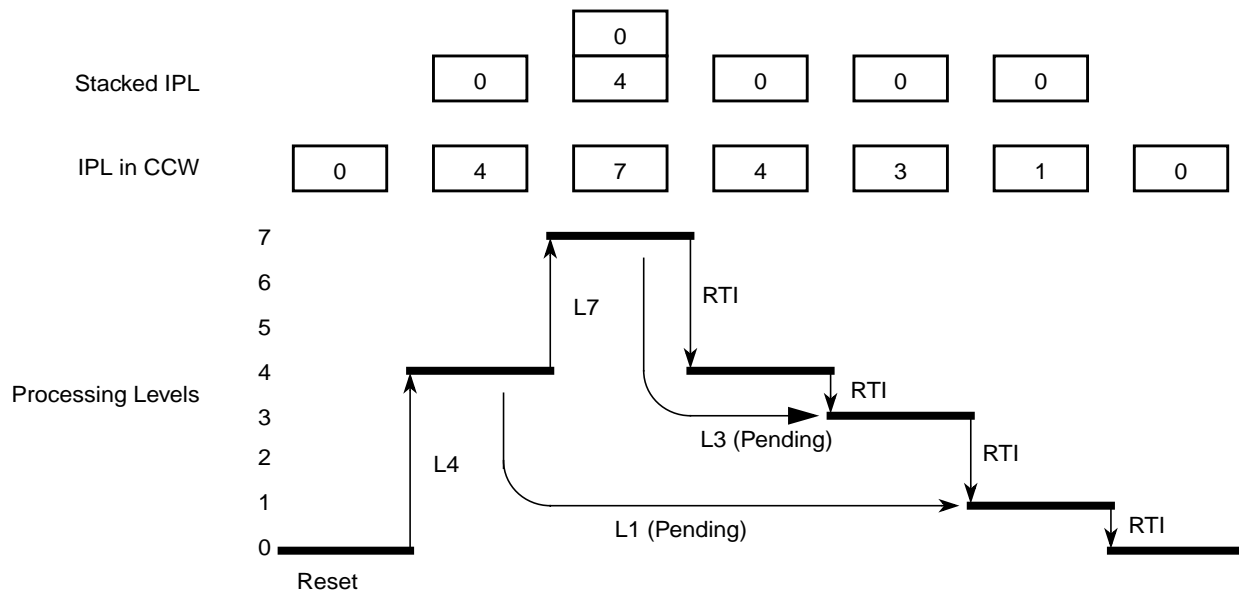 0
Stacked IPL 0 4 0 0 0
IPL in CCW 0 4 7 4 3 1 0
7
6
L7 RTI
5
4
Processing Levels RTI
3
L3 (Pending)
2
L4 RTI
1
L1 (Pending) RTI
0
Reset